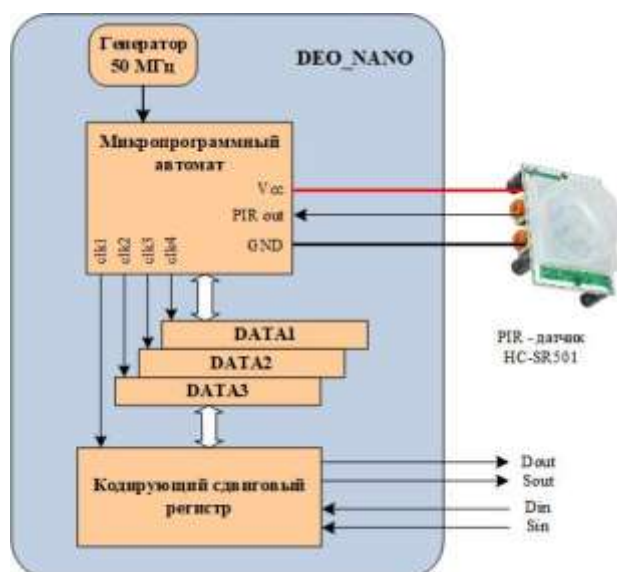 Генератор
50 МГц
DEO_NANO
Микропрограммный
автомат
Vcc
PIR out
GND
clk1
clk2
clk3
clk4
DATA1
DATA2
DATA3
PIR - датчик
HC-SR501
Кодирующий сдвиговый
регистр
Dout
Sout
Din
Sin